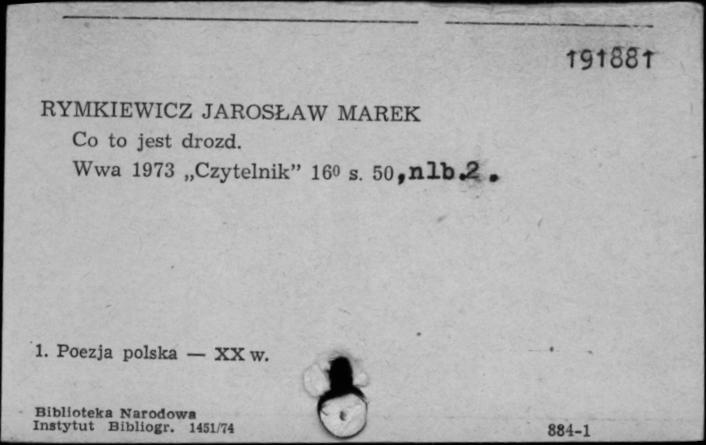 191881
RYMKIEWICZ JAROSŁAW MAREK
Co to jest drozd.
Wwa 1973 „Czytelnik” 16⁰ s. 50, nlb.2.
1. Poezja polska — XX w.
Biblioteka Narodowa
Instytut Bibliogr. 1451/74
884-1